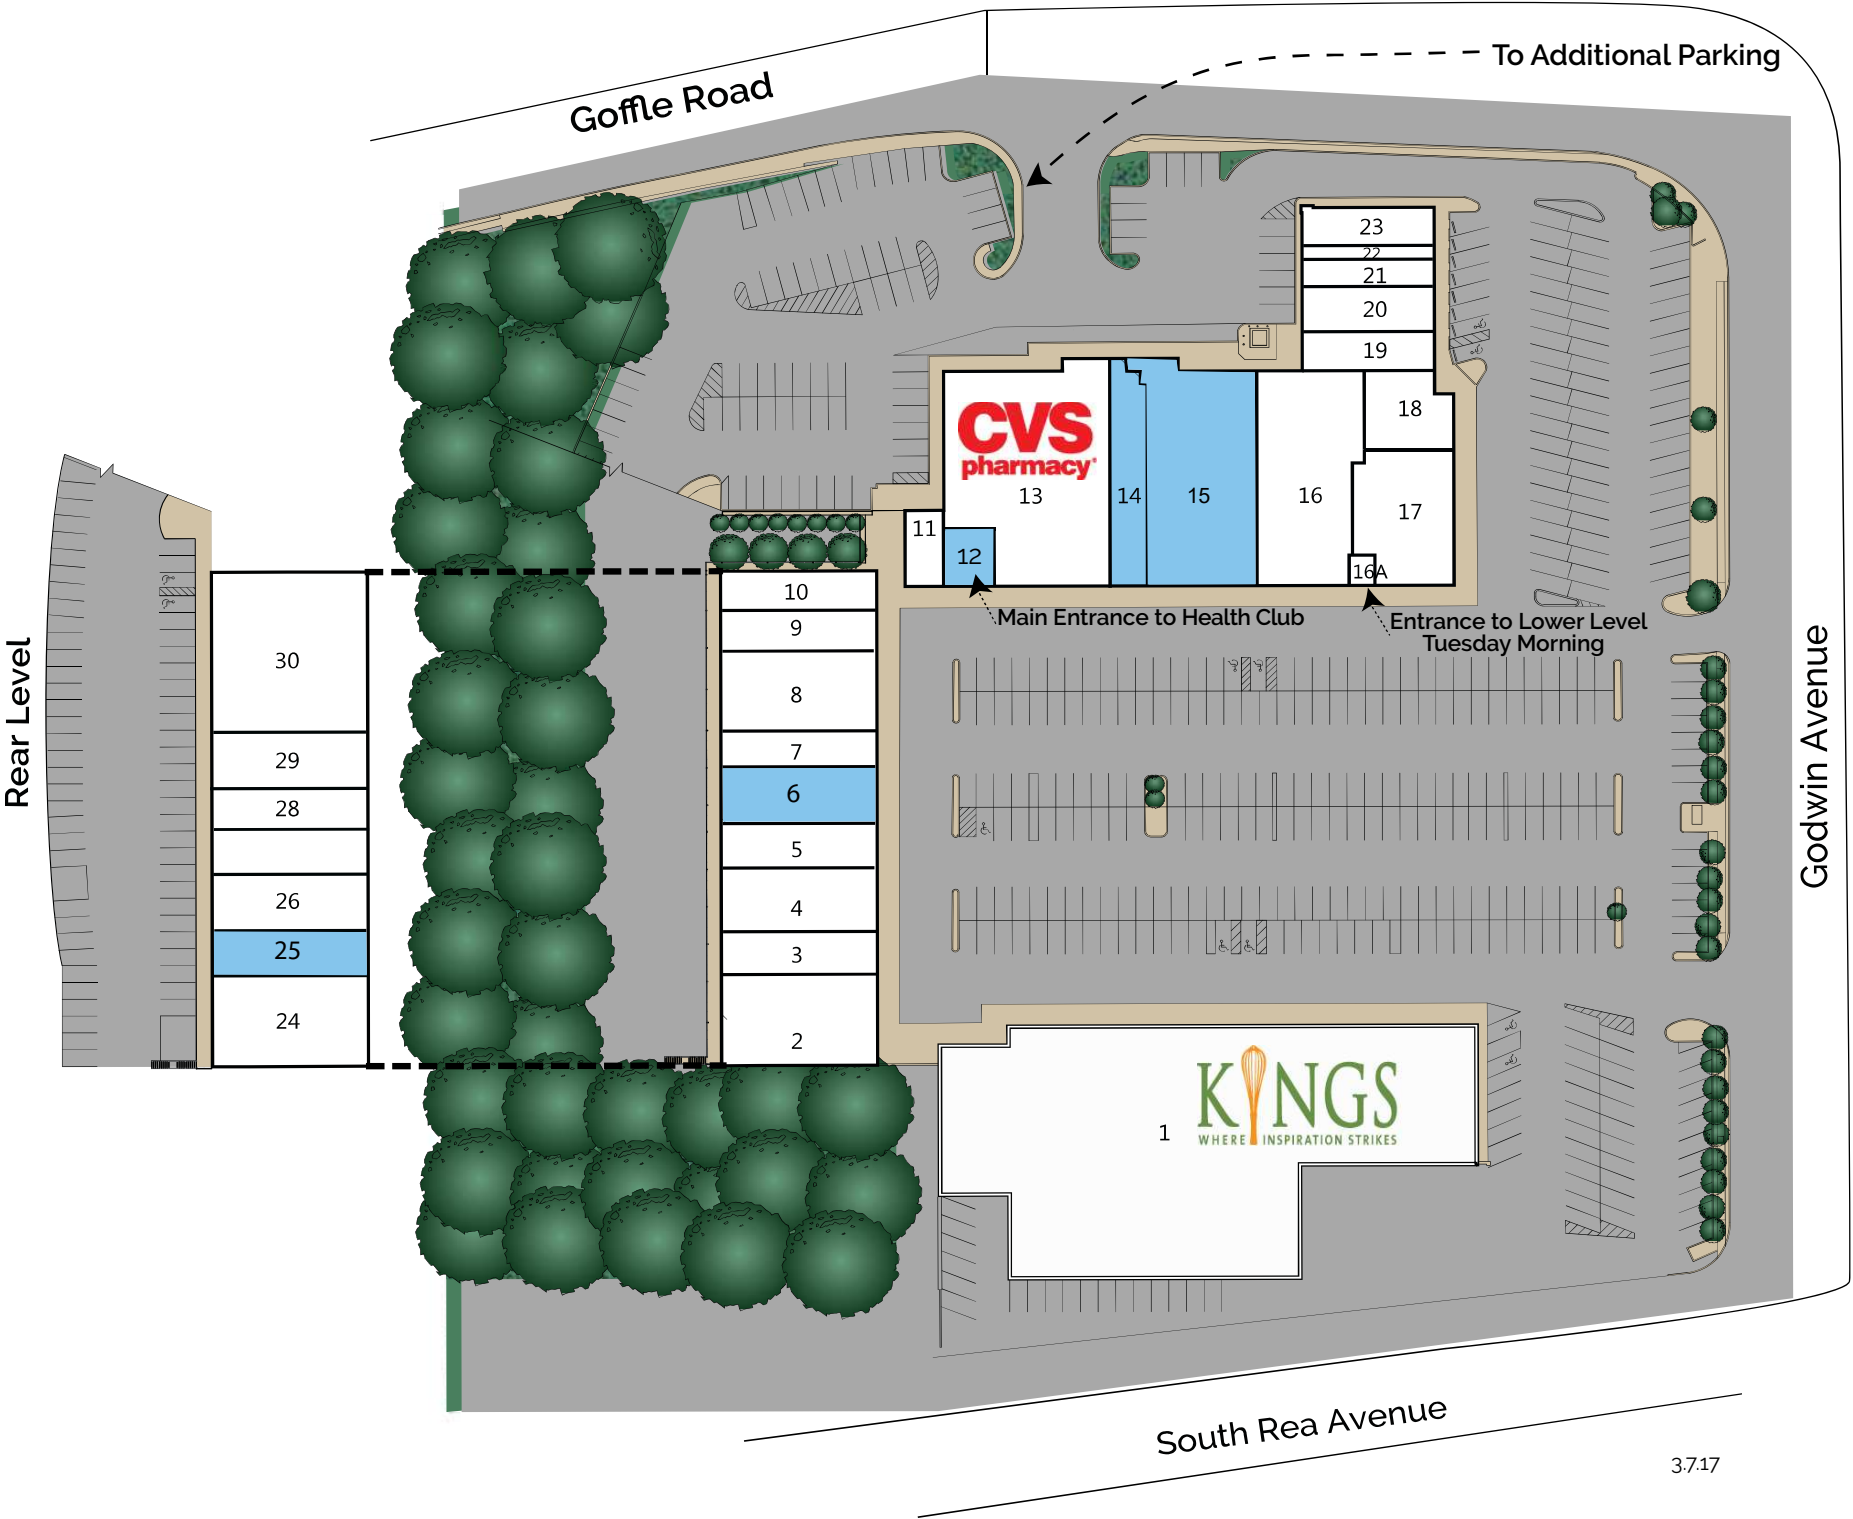 To Additional Parking
Goffle Road
23
22
21
20
19
18
CVS
pharmacy
13
14
15
16
17
11
12
16A
Main Entrance to Health Club
Entrance to Lower Level
Tuesday Morning
10
9
8
7
6
5
4
3
2
30
29
28
26
25
24
Rear Level
Godwin Avenue
1
KINGS
WHERE INSPIRATION STRIKES
South Rea Avenue
3.7.17